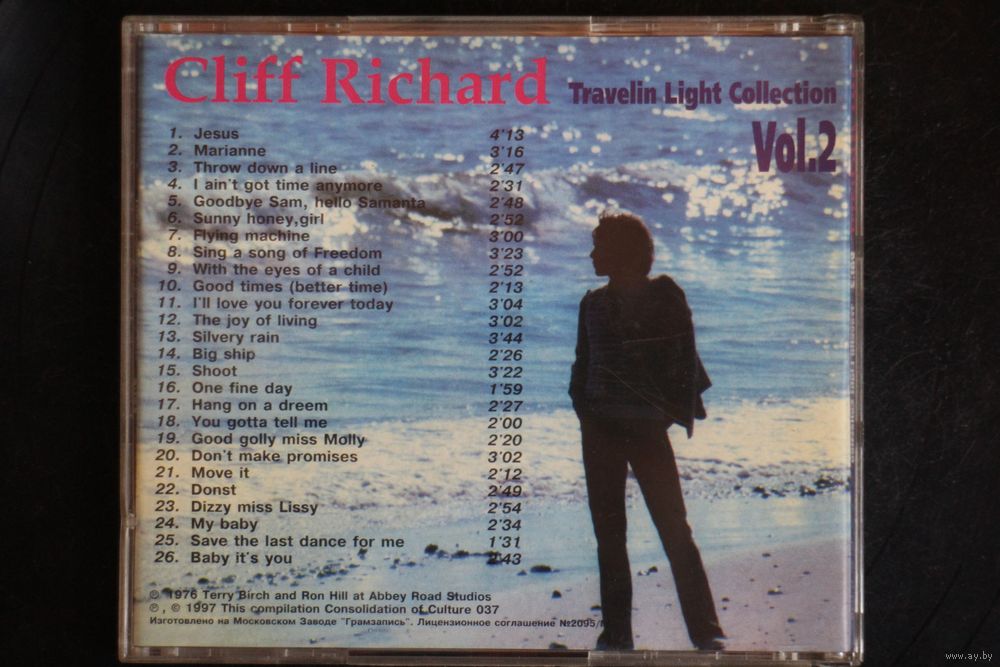 Cliff Richard Travelin Light Collection
Vol.2
1. Jesus 4'13
2. Marianne 3'16
3. Throw down a line 2'47
4. I ain't got time anymore 2'31
5. Goodbye Sam, hello Samanta 2'48
6. Sunny honey,girl 2'52
7. Flying machine 3'00
8. Sing a song of Freedom 3'23
9. With the eyes of a child 2'52
10. Good times (better time) 2'13
11. I'll love you forever today 3'04
12. The joy of living 3'02
13. Silvery rain 3'44
14. Big ship 2'26
15. Shoot 3'22
16. One fine day 1'59
17. Hang on a dreem 2'27
18. You gotta tell me 2'00
19. Good golly miss Molly 2'20
20. Don't make promises 3'02
21. Move it 2'12
22. Donst 2'49
23. Dizzy miss Lissy 2'54
24. My baby 2'34
25. Save the last dance for me 1'31
26. Baby it's you 2'43
℗ 1976 Terry Birch and Ron Hill at Abbey Road Studios
℗, © 1997 This compilation Consolidation of Culture 037
Изготовлено на Московском Заводе "Грамзапись". Лицензионное соглашение №2095/
www.ay.by